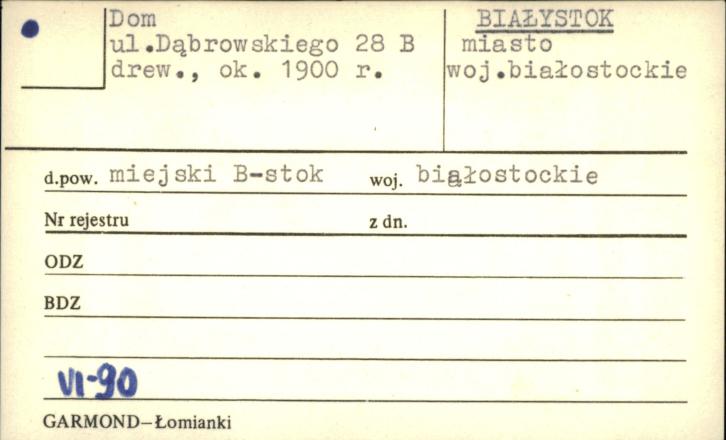 Dom
ul.Dąbrowskiego 28 B
drew., ok. 1900 r.
BIAŁYSTOK
miasto
woj.białostockie
d.pow. miejski B-stok woj. białostockie
Nr rejestru z dn.
ODZ
BDZ
VI-90
GARMOND–Łomianki